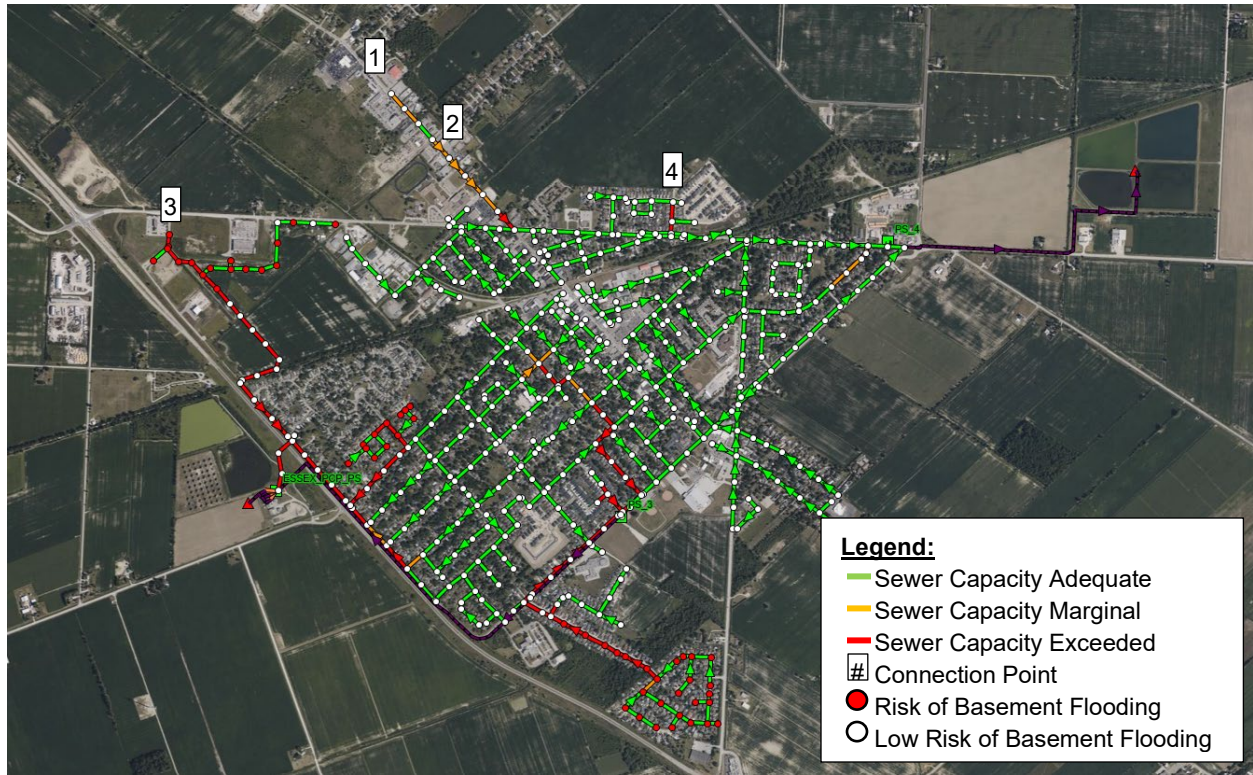 1
2
4
3
PS_4
ESSEX_PCP_PS
PS_3
Legend:
Sewer Capacity Adequate
Sewer Capacity Marginal
Sewer Capacity Exceeded
# Connection Point
Risk of Basement Flooding
Low Risk of Basement Flooding